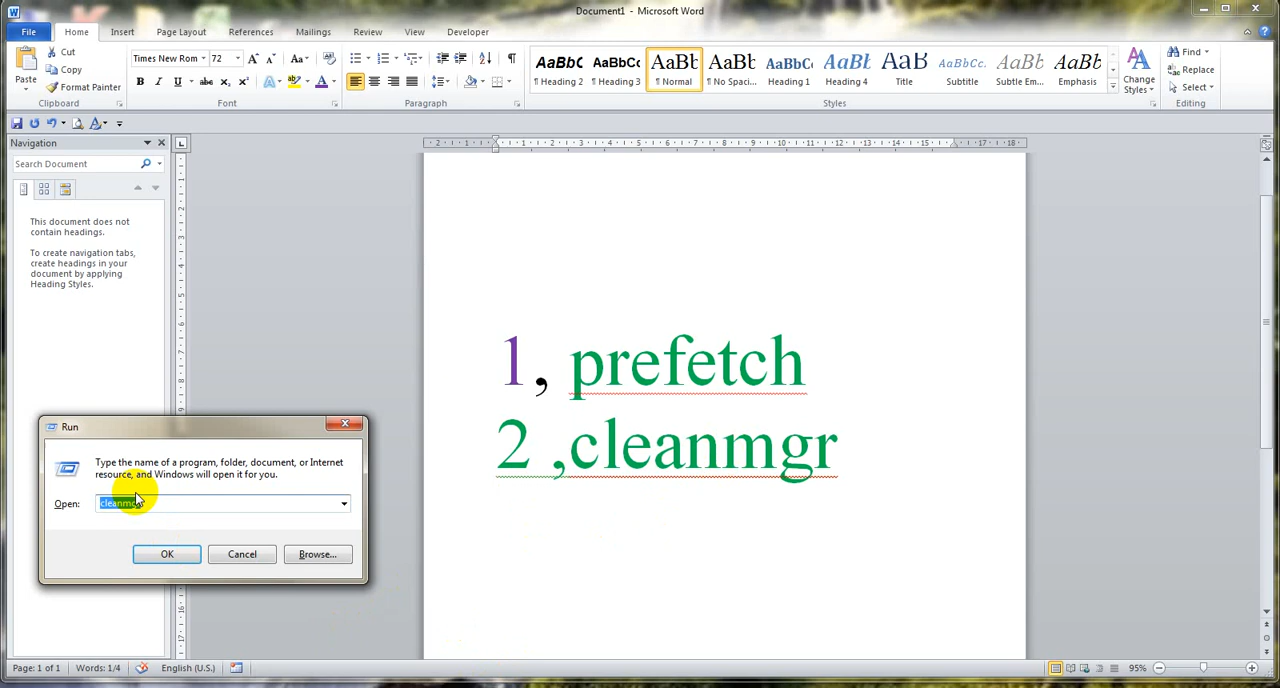 Document1 - Microsoft Word
File Home Insert Page Layout References Mailings Review View Developer
Paste
Cut
Copy
Format Painter
Clipboard
Times New Rom 72
Font
Paragraph
AaBbCc AaBbCc AaBb AaBbC AaBbC AaBbC AaB AaBbCc. AaBb AaBb
¶ Heading 2 ¶ Heading 3 ¶ Normal ¶ No Spaci... Heading 1 Heading 4 Title Subtitle Subtle Em... Emphasis
Change
Styles
Styles
Find
Replace
Select
Editing
Navigation
Search Document
This document does not
contain headings.
To create navigation tabs,
create headings in your
document by applying
Heading Styles.
1, prefetch
2 ,cleanmgr
Run
Type the name of a program, folder, document, or Internet
resource, and Windows will open it for you.
Open: cleanmgr
OK Cancel Browse...
Page: 1 of 1 Words: 1/4 English (U.S.) 95%